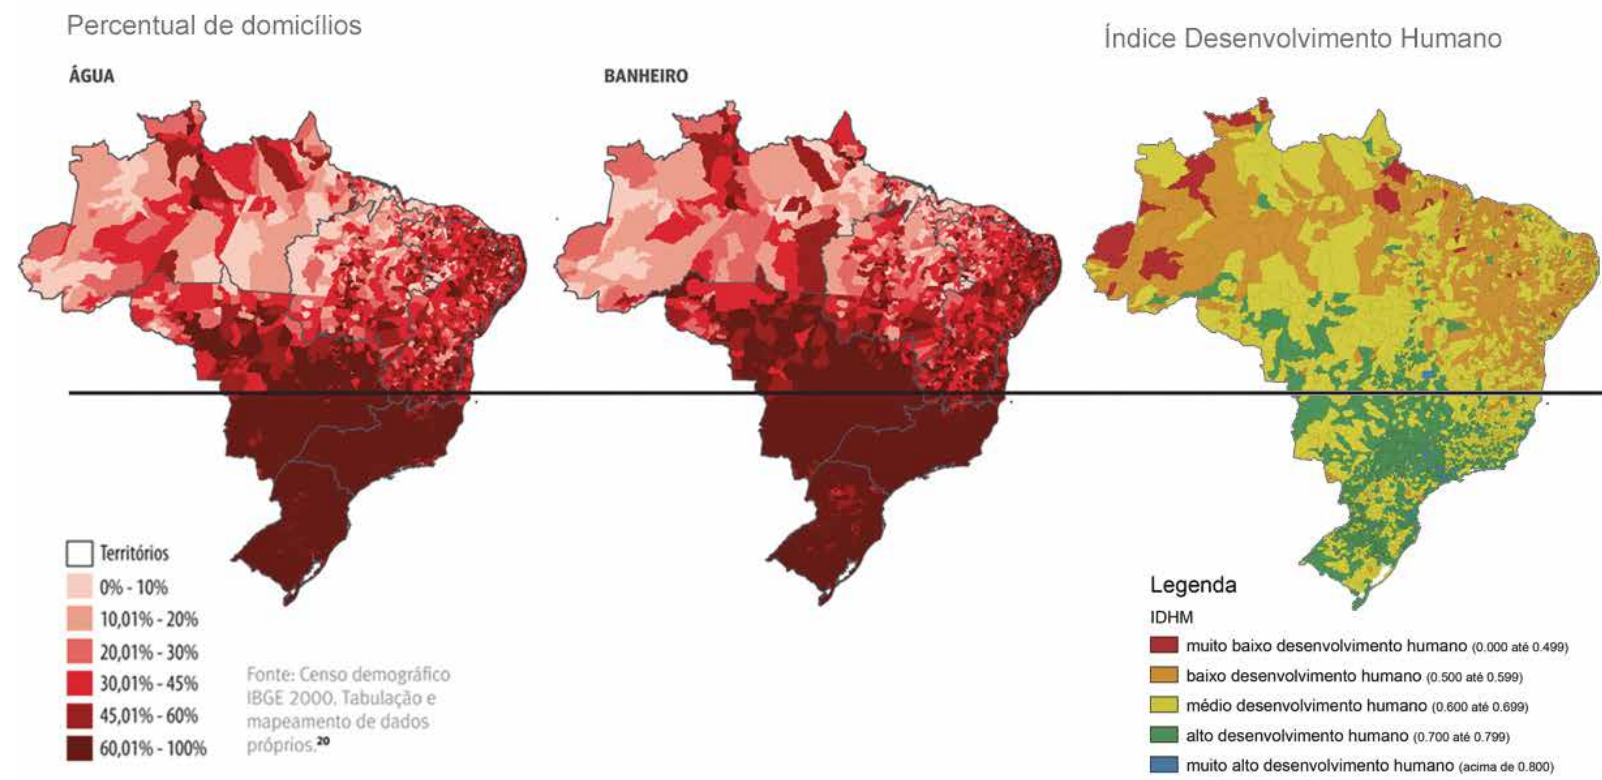 Percentual de domicílios
ÁGUA
BANHEIRO
Índice Desenvolvimento Humano
Territórios
0% - 10%
10,01% - 20%
20,01% - 30%
30,01% - 45%
45,01% - 60%
60,01% - 100%
Fonte: Censo demográfico
IBGE 2000. Tabulação e
mapeamento de dados
próprios.20
Legenda
IDHM
muito baixo desenvolvimento humano (0.000 até 0.499)
baixo desenvolvimento humano (0.500 até 0.599)
médio desenvolvimento humano (0.600 até 0.699)
alto desenvolvimento humano (0.700 até 0.799)
muito alto desenvolvimento humano (acima de 0.800)